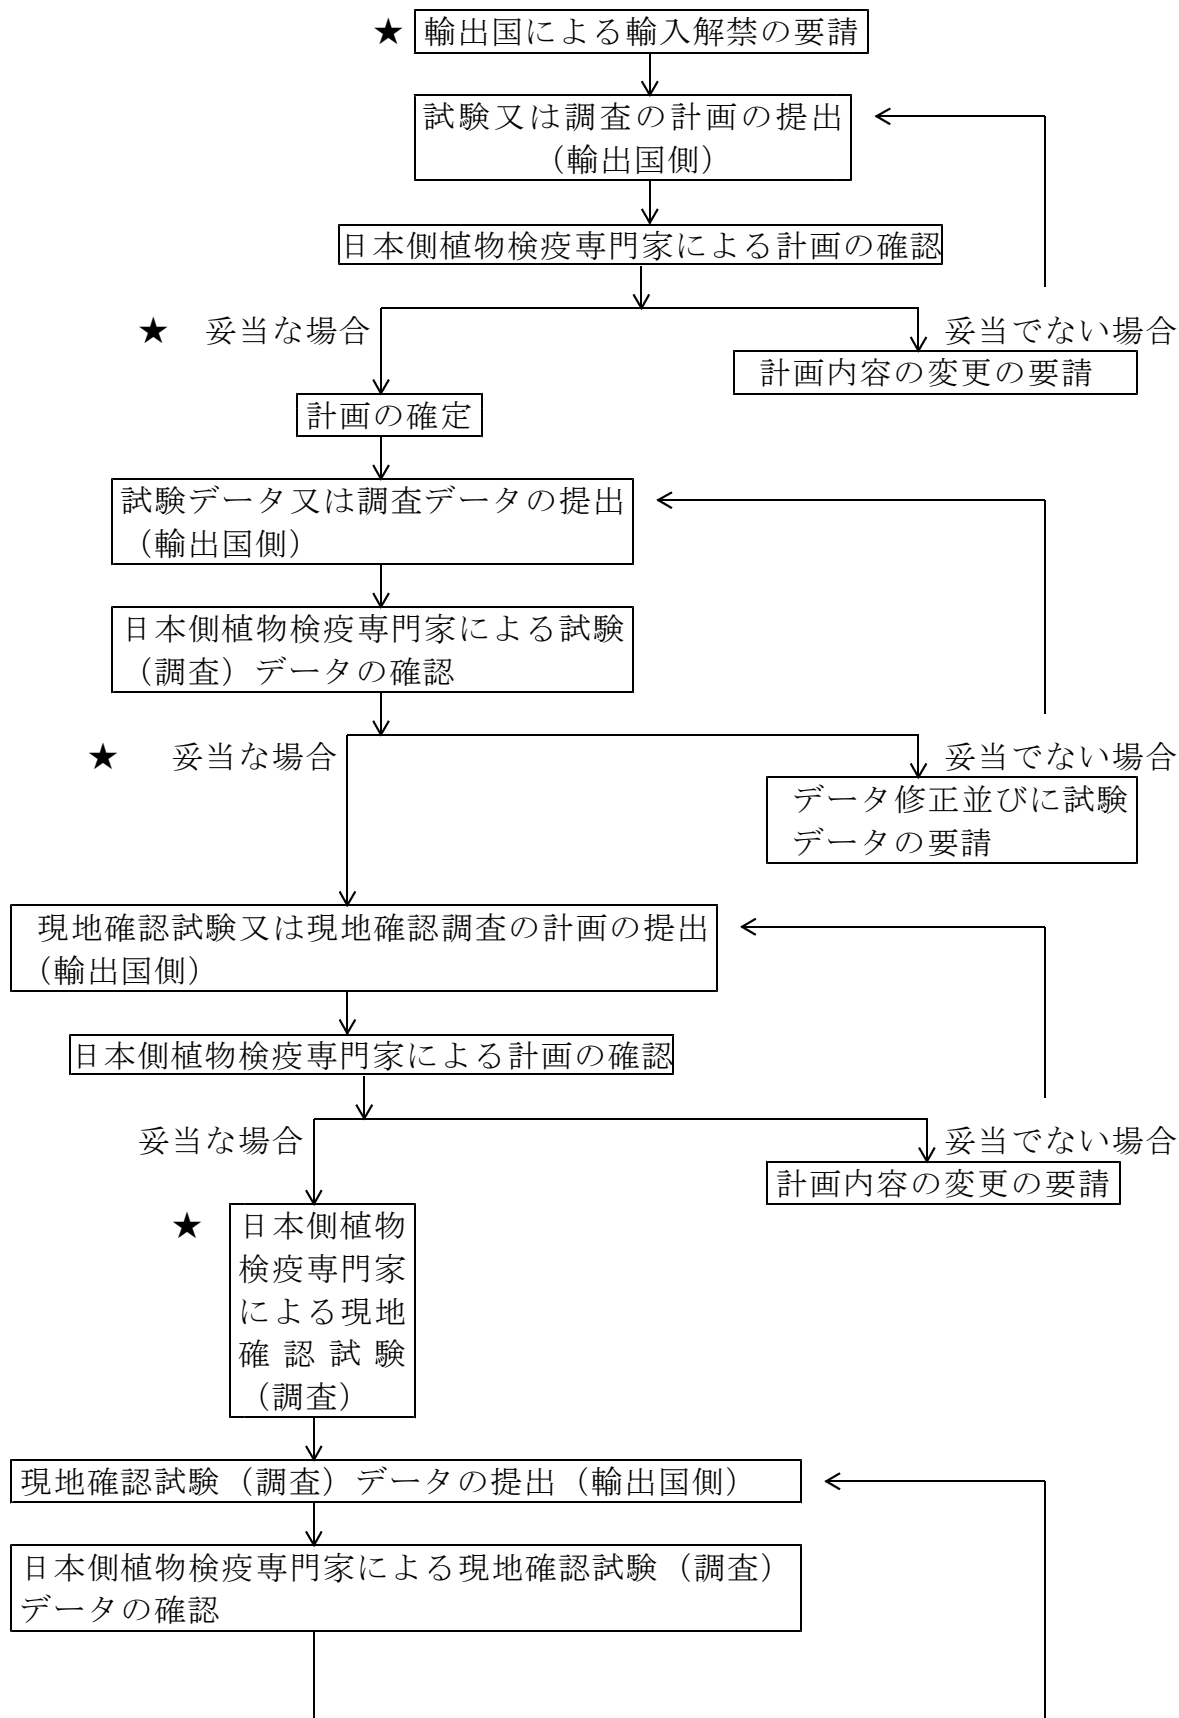 ★ 輸出国による輸入解禁の要請
試験又は調査の計画の提出
（輸出国側）
日本側植物検疫専門家による計画の確認
★ 妥当な場合
妥当でない場合
計画内容の変更の要請
計画の確定
試験データ又は調査データの提出
（輸出国側）
日本側植物検疫専門家による試験
（調査）データの確認
★ 妥当な場合
妥当でない場合
データ修正並びに試験
データの要請
現地確認試験又は現地確認調査の計画の提出
（輸出国側）
日本側植物検疫専門家による計画の確認
妥当な場合
妥当でない場合
計画内容の変更の要請
★ 日本側植物
検疫専門家
による現地
確認試験
（調査）
現地確認試験（調査）データの提出（輸出国側）
日本側植物検疫専門家による現地確認試験（調査）
データの確認